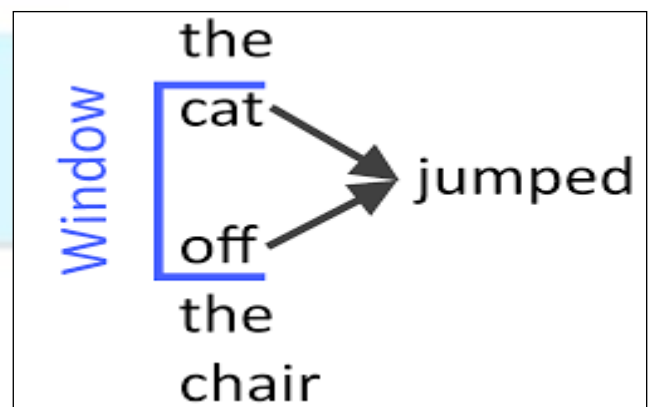 the
Window
cat
jumped
off
the
chair